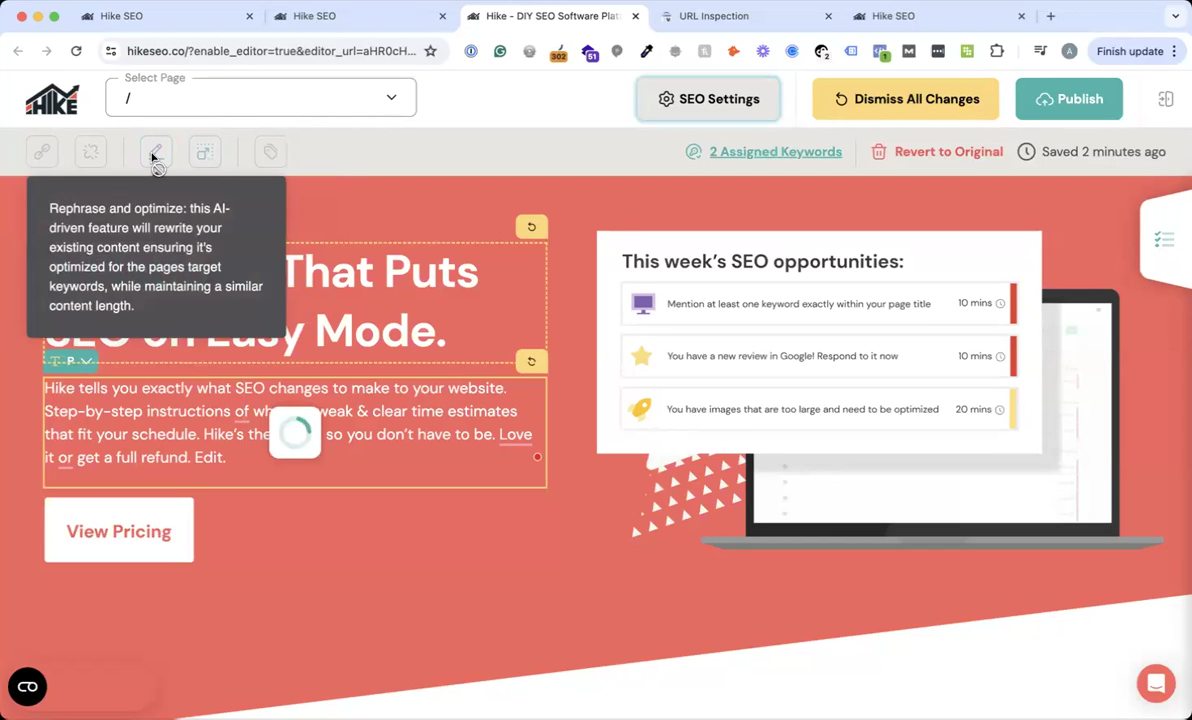 Hike SEO
Hike SEO
Hike - DIY SEO Software Plat
URL Inspection
Hike SEO
hikeseo.co/?enable_editor=true&editor_url=aHR0cH...
302
51
1
A
Finish update
HIKE
Select Page
/
SEO Settings
Dismiss All Changes
Publish
2 Assigned Keywords
Revert to Original
Saved 2 minutes ago
Rephrase and optimize: this AI-
driven feature will rewrite your
existing content ensuring it's
optimized for the pages target
keywords, while maintaining a similar
content length.
That Puts
SEO on Easy Mode.
Hike tells you exactly what SEO changes to make to your website.
Step-by-step instructions of weak & clear time estimates
that fit your schedule. Hike's so you don't have to be. Love
it or get a full refund. Edit.
View Pricing
This week's SEO opportunities:
Mention at least one keyword exactly within your page title
10 mins
You have a new review in Google! Respond to it now
10 mins
You have images that are too large and need to be optimized
20 mins